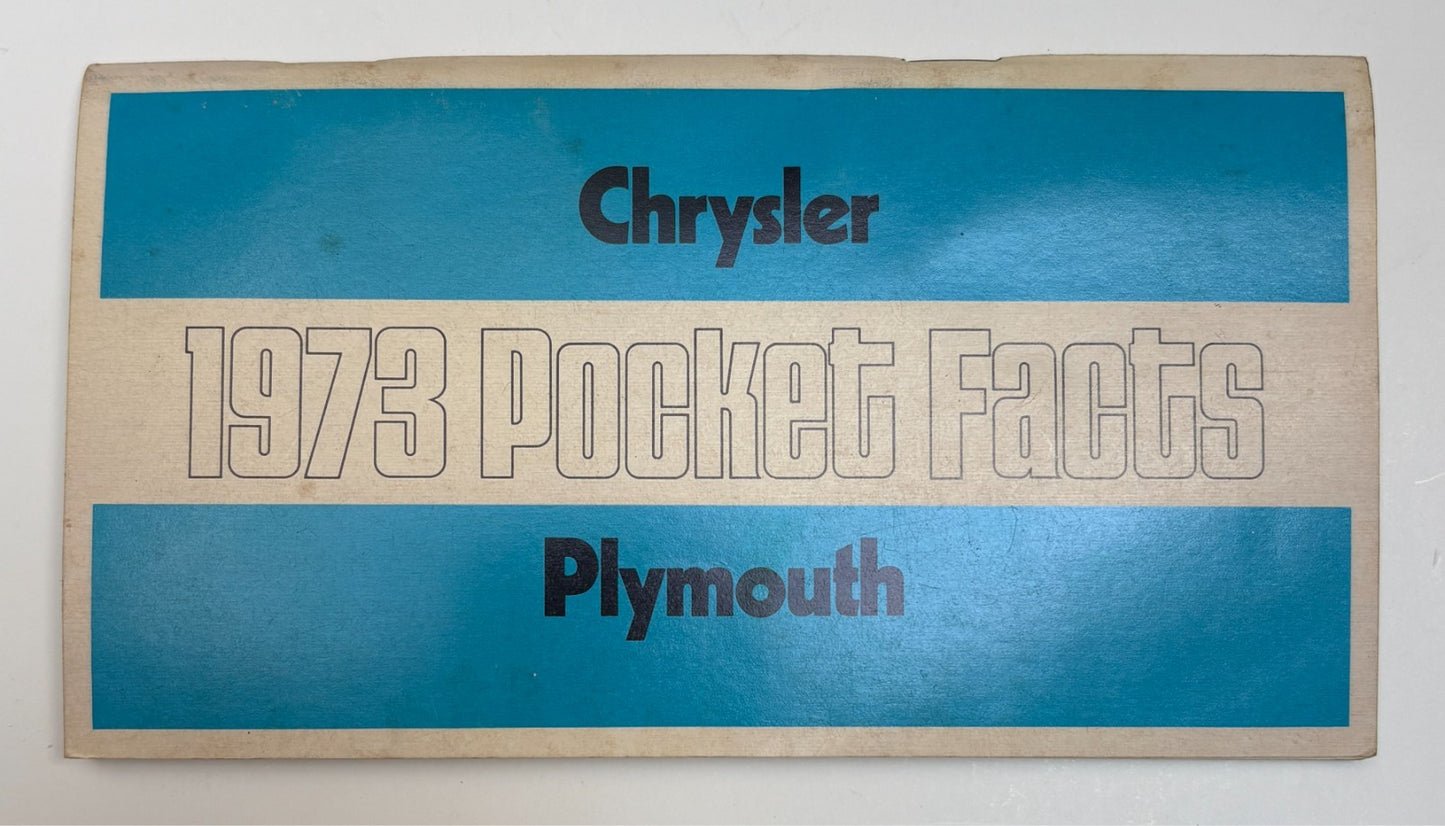 Chrysler
1973 Pocket Facts
Plymouth